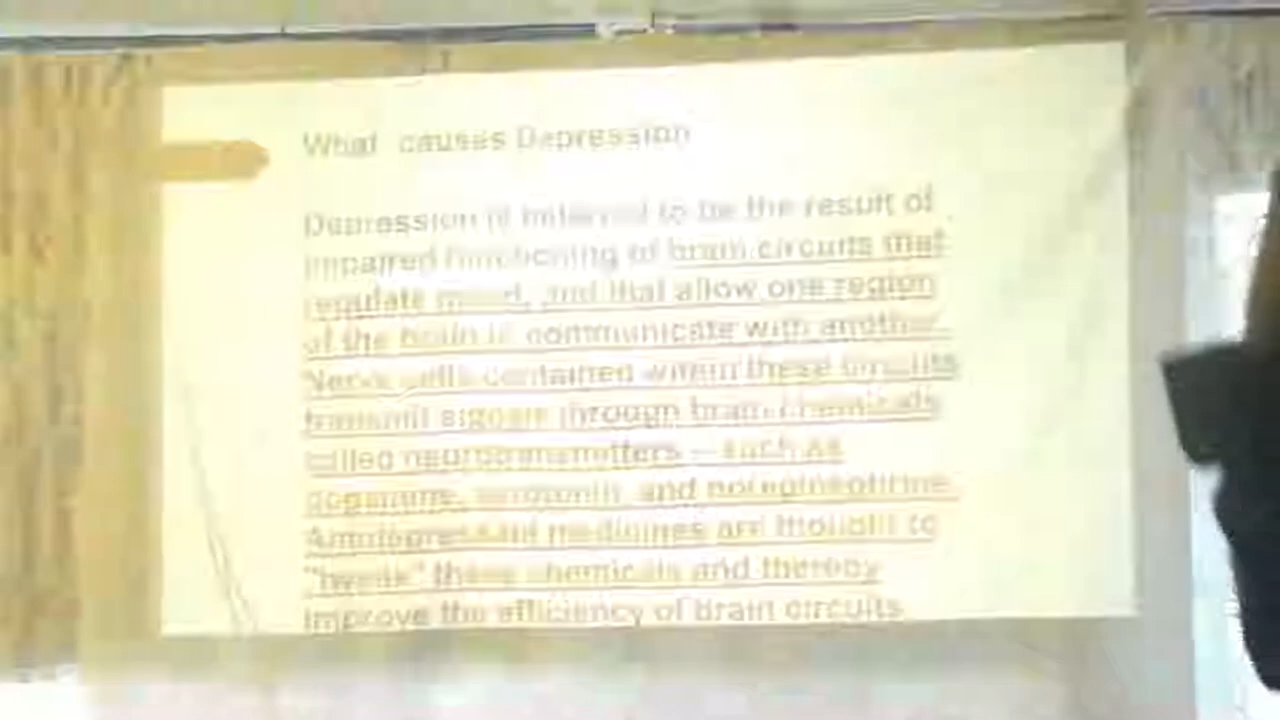 What causes Depression
Depression is believed to be the result of
impaired functioning of brain circuits that
regulate mood, and that allow one region
of the brain to communicate with another.
Nerve cells contained within these circuits
transmit signals through brain chemicals
called neurotransmitters – such as
dopamine, serotonin, and norepinephrine.
Antidepressant medicines are thought to
"tweak" these chemicals and thereby
improve the efficiency of brain circuits